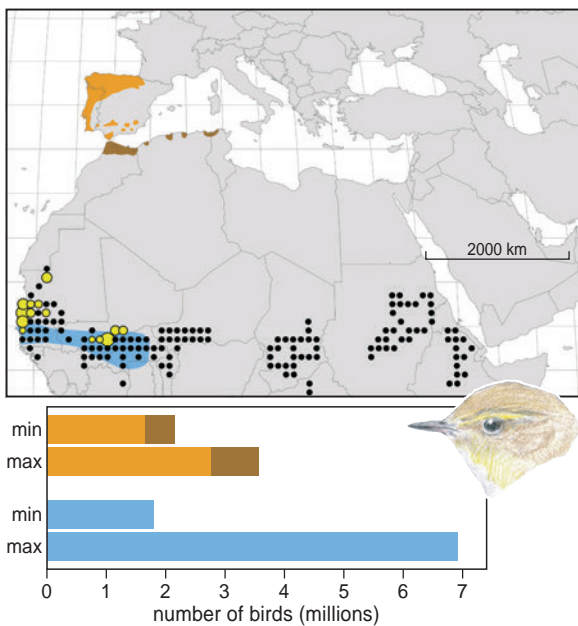 2000 km
min
max
min
max
0 1 2 3 4 5 6 7
number of birds (millions)